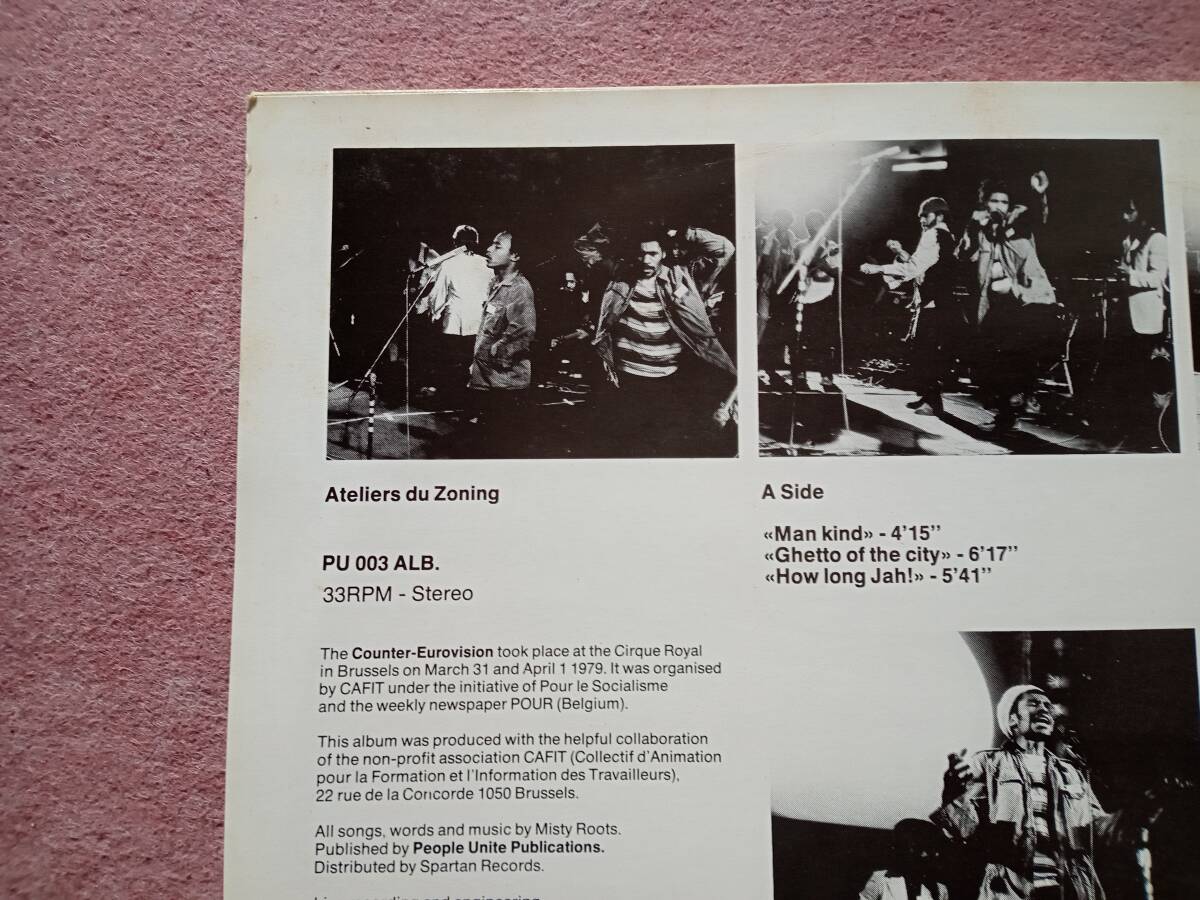 Ateliers du Zoning
PU 003 ALB.
33RPM - Stereo
The Counter-Eurovision took place at the Cirque Royal
in Brussels on March 31 and April 1 1979. It was organised
by CAFIT under the initiative of Pour le Socialisme
and the weekly newspaper POUR (Belgium).
This album was produced with the helpful collaboration
of the non-profit association CAFIT (Collectif d'Animation
pour la Formation et l'Information des Travailleurs),
22 rue de la Concorde 1050 Brussels.
All songs, words and music by Misty Roots.
Published by People Unite Publications.
Distributed by Spartan Records.
Live recording and engineering
A Side
«Man kind» - 4'15’’
«Ghetto of the city» - 6'17’’
«How long Jah!» - 5'41’’